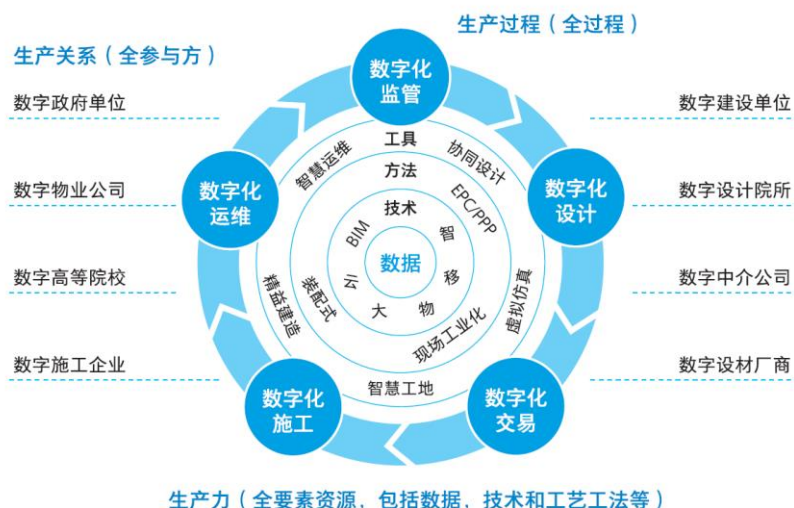 生产过程（全过程）
生产关系（全参与方）
数字政府单位
数字物业公司
数字高等院校
数字施工企业
数字建设单位
数字设计院所
数字中介公司
数字设材厂商
数字化
监管
数字化
设计
数字化
交易
数字化
施工
数字化
运维
工具
协同设计
虚拟仿真
智慧工地
精益建造
智慧运维
方法
EPC/PPP
现场工业化
装配式
技术
BIM
云
大
物
移
智
数据
生产力（全要素资源，包括数据，技术和工艺工法等）